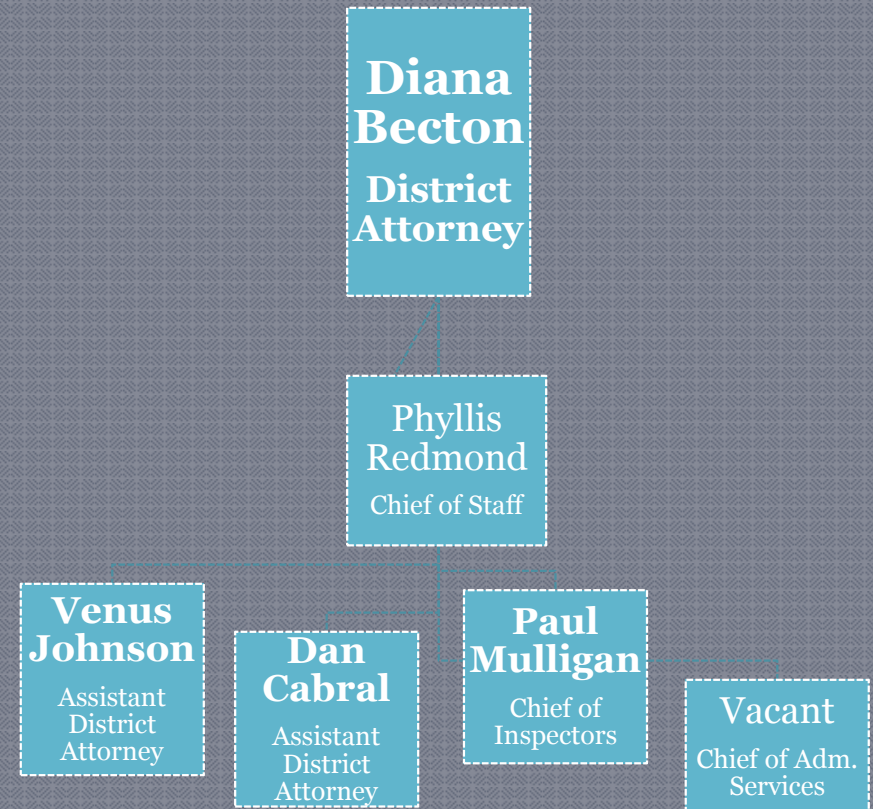 Diana
Becton
District
Attorney
Phyllis
Redmond
Chief of Staff
Venus
Johnson
Assistant
District
Attorney
Dan
Cabral
Assistant
District
Attorney
Paul
Mulligan
Chief of
Inspectors
Vacant
Chief of Adm.
Services